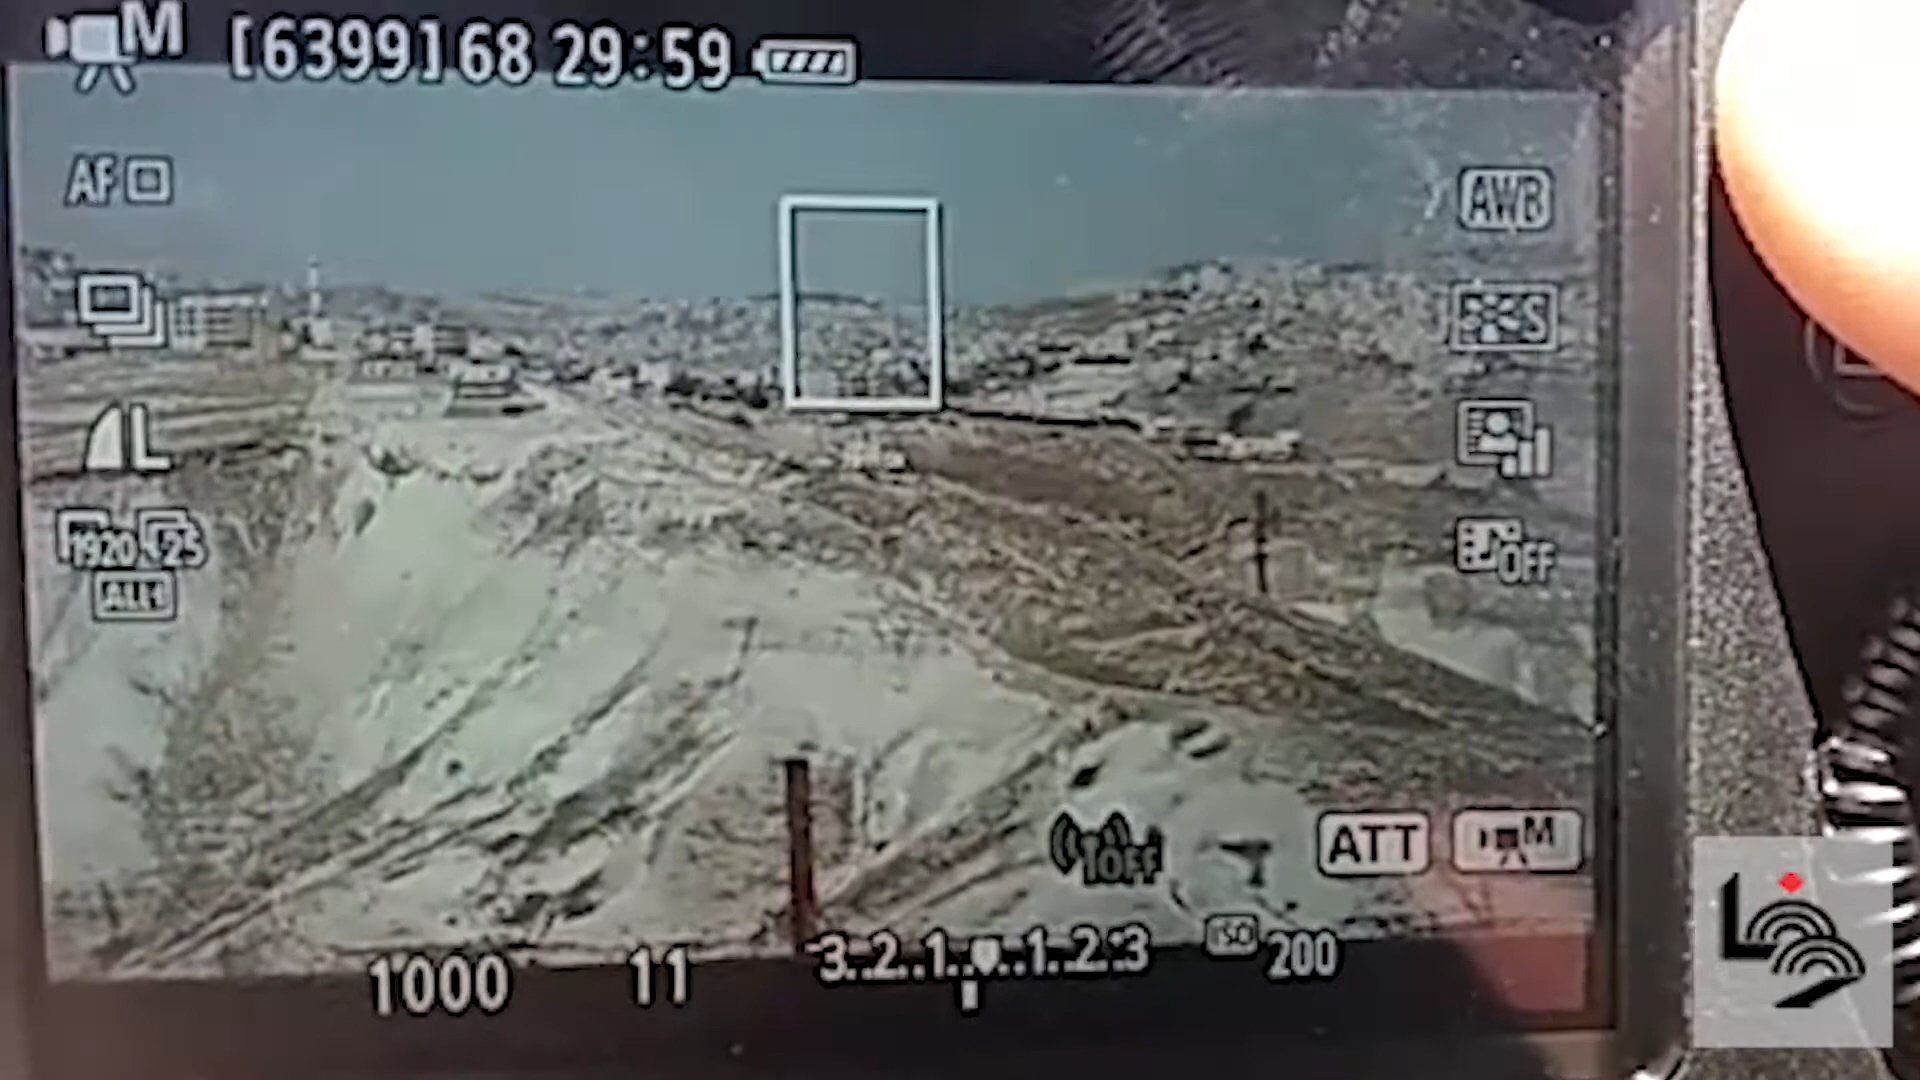 M [6399]68 29:59
AF
AWB
S
L
1920 25
ALL-I
OFF
OFF
ATT M
1000 11 3..2..1..1..2..3 ISO 200